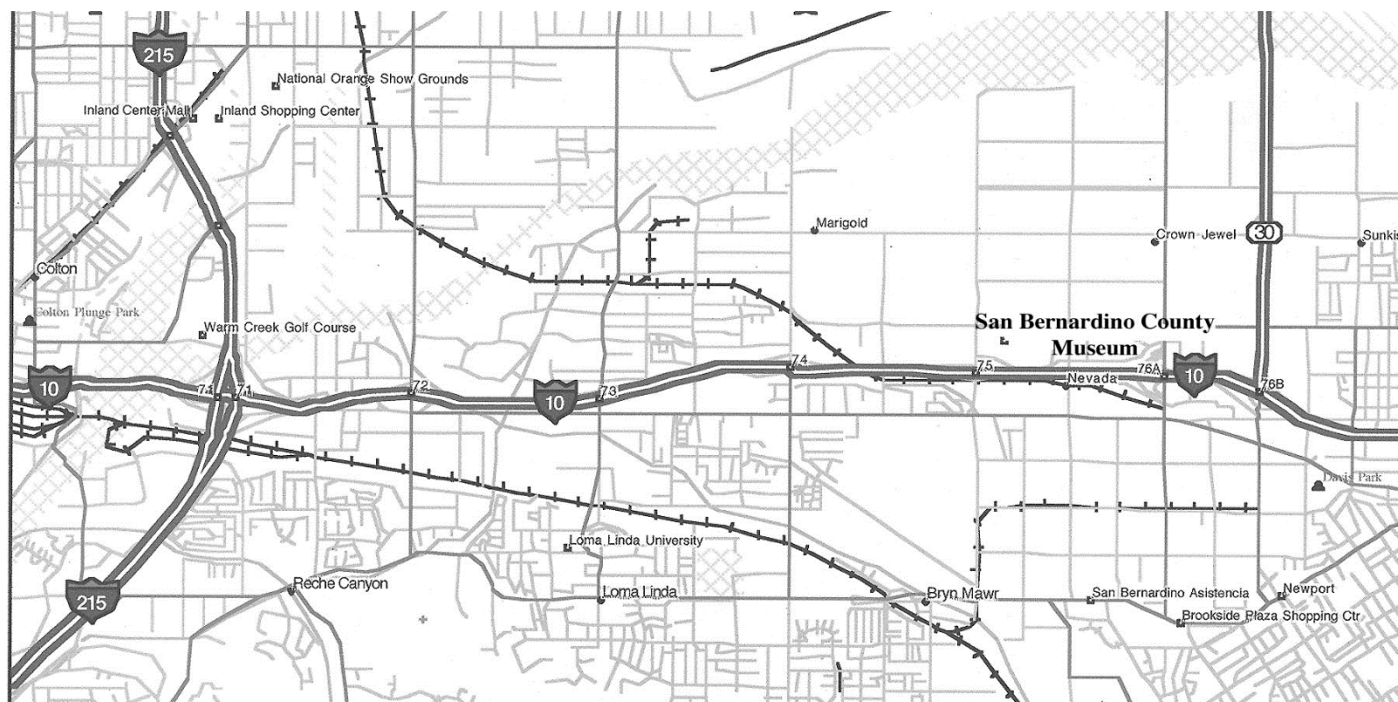 215
National Orange Show Grounds
Inland Center Mall
Inland Shopping Center
Marigold
Crown Jewel
30
Sunkis
Colton
Colton Plunge Park
Warm Creek Golf Course
San Bernardino County
Museum
10
71
71
72
10
73
74
75
Nevada
76A
10
76B
Davis Park
Loma Linda University
215
Reche Canyon
Loma Linda
Bryn Mawr
San Bernardino Asistencia
Newport
Brookside Plaza Shopping Ctr